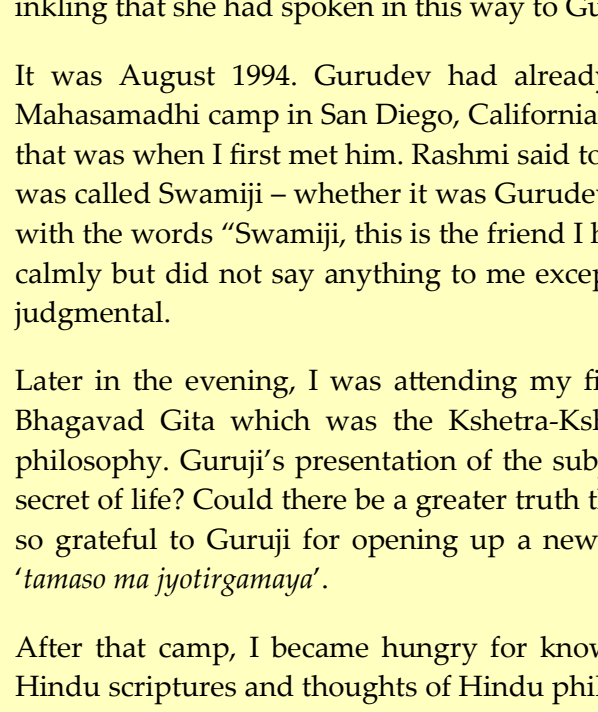 inkling that she had spoken in this way to Gu
It was August 1994. Gurudev had already
Mahasamadhi camp in San Diego, California
that was when I first met him. Rashmi said to
was called Swamiji – whether it was Gurudev
with the words “Swamiji, this is the friend I h
calmly but did not say anything to me excep
judgmental.
Later in the evening, I was attending my fi
Bhagavad Gita which was the Kshetra-Ksh
philosophy. Guruji’s presentation of the subj
secret of life? Could there be a greater truth th
so grateful to Guruji for opening up a new
‘tamaso ma jyotirgamaya’.
After that camp, I became hungry for know
Hindu scriptures and thoughts of Hindu phil